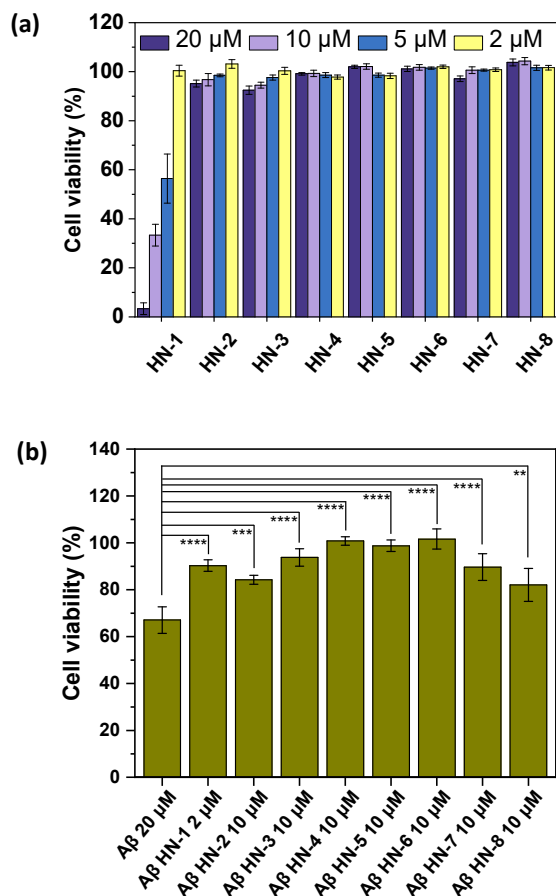 (a)
120
100
80
60
40
20
0
Cell viability (%)
20 μM 10 μM 5 μM 2 μM
HN-1
HN-2
HN-3
HN-4
HN-5
HN-6
HN-7
HN-8
(b)
140
120
100
80
60
40
20
0
Cell viability (%)
****
***
****
****
****
****
****
**
Aβ 20 μM
Aβ HN-1 2 μM
Aβ HN-2 10 μM
Aβ HN-3 10 μM
Aβ HN-4 10 μM
Aβ HN-5 10 μM
Aβ HN-6 10 μM
Aβ HN-7 10 μM
Aβ HN-8 10 μM